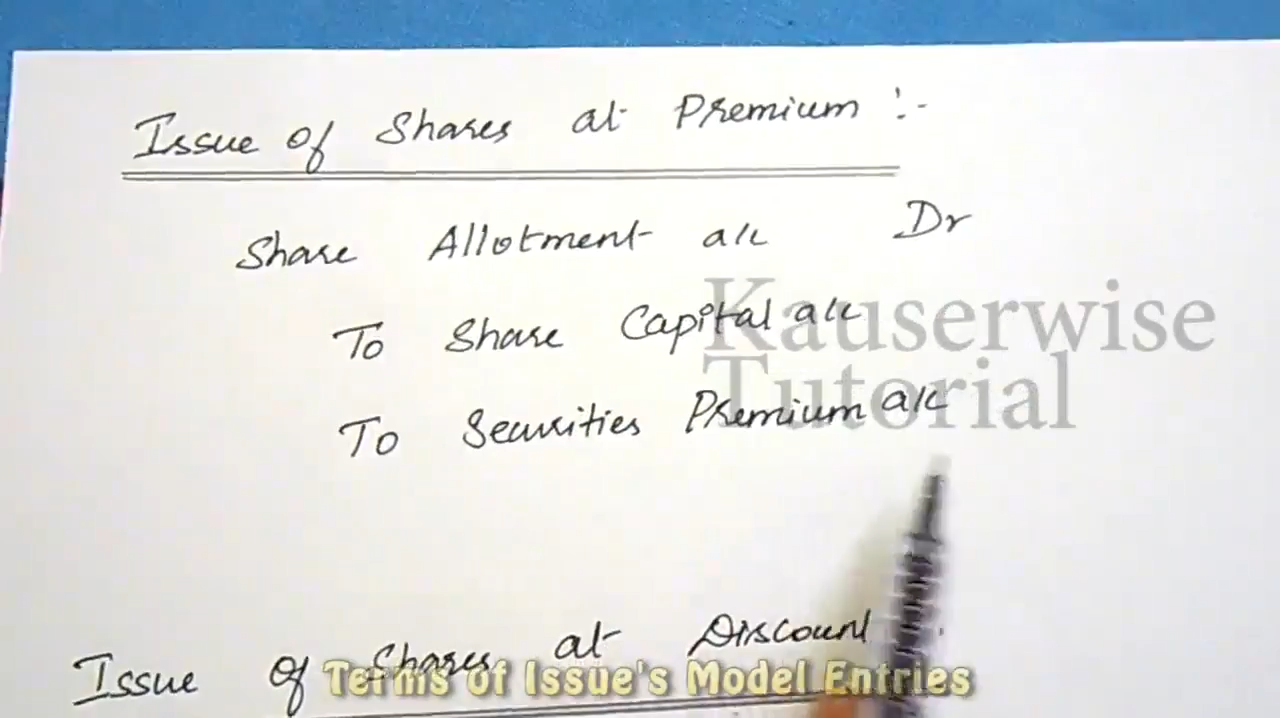 Issue of Shares at Premium :-
Share Allotment a/c Dr
To Share Capital a/c
To Securities Premium a/c
Kauserwise
Tutorial
Issue of Shares at Discount :
Terms of Issue's Model Entries